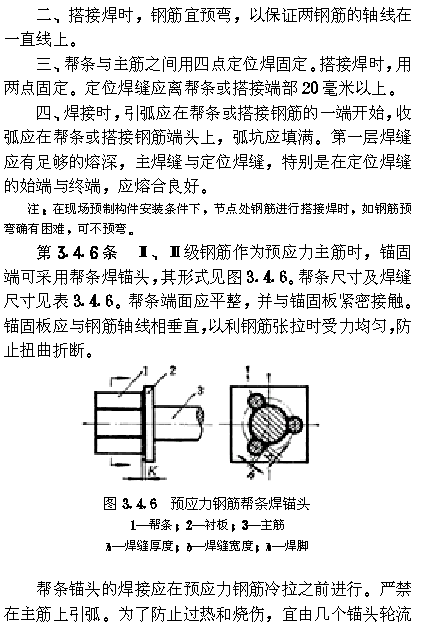 二、搭接焊时，钢筋宜预弯，以保证两钢筋的轴线在
一直线上。
三、帮条与主筋之间用四点定位焊固定。搭接焊时，用
两点固定。定位焊缝应离帮条或搭接端部20毫米以上。
四、焊接时，引弧应在帮条或搭接钢筋的一端开始，收
弧应在帮条或搭接钢筋端头上，弧坑应填满。第一层焊缝
应有足够的熔深，主焊缝与定位焊缝，特别是在定位焊缝
的始端与终端，应熔合良好。
注：在现场预制构件安装条件下，节点处钢筋进行搭接焊时，如钢筋预
弯确有困难，可不预弯。
第3.4.6条 Ⅱ、Ⅲ级钢筋作为预应力主筋时，锚固
端可采用帮条焊锚头，其形式见图3.4.6。帮条尺寸及焊缝
尺寸见表3.4.6。帮条端面应平整，并与锚固板紧密接触。
锚固板应与钢筋轴线相垂直，以利钢筋张拉时受力均匀，防
止扭曲折断。
1 2 3
K
图 3.4.6 预应力钢筋帮条焊锚头
1—帮条；2—衬板；3—主筋
—焊缝厚度；b—焊缝宽度；—焊脚
帮条锚头的焊接应在预应力钢筋冷拉之前进行。严禁
在主筋上引弧。为了防止过热和烧伤，宜由几个锚头轮流